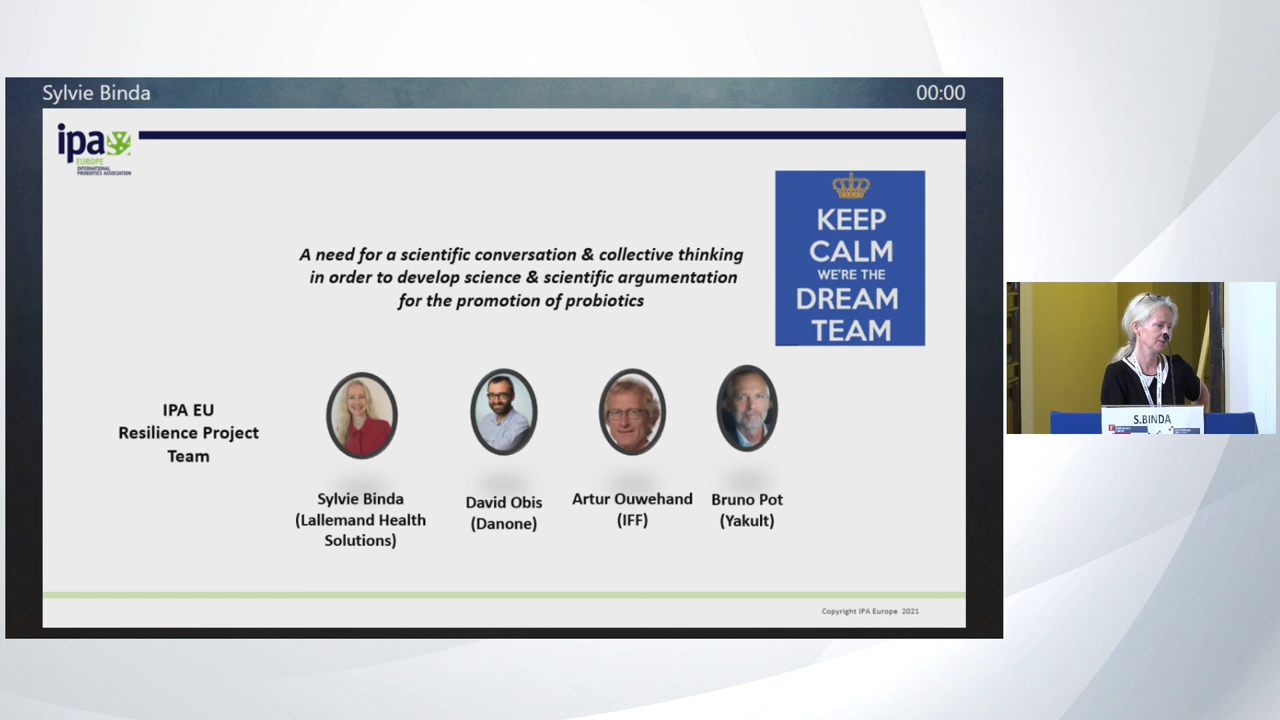 Sylvie Binda
00:00
ipa
EUROPE
INTERNATIONAL
PROBIOTICS ASSOCIATION
KEEP
CALM
WE'RE THE
DREAM
TEAM
A need for a scientific conversation & collective thinking
in order to develop science & scientific argumentation
for the promotion of probiotics
IPA EU
Resilience Project
Team
Sylvie Binda
(Lallemand Health
Solutions)
David Obis
(Danone)
Artur Ouwehand
(IFF)
Bruno Pot
(Yakult)
Copyright IPA Europe 2021
S.BINDA